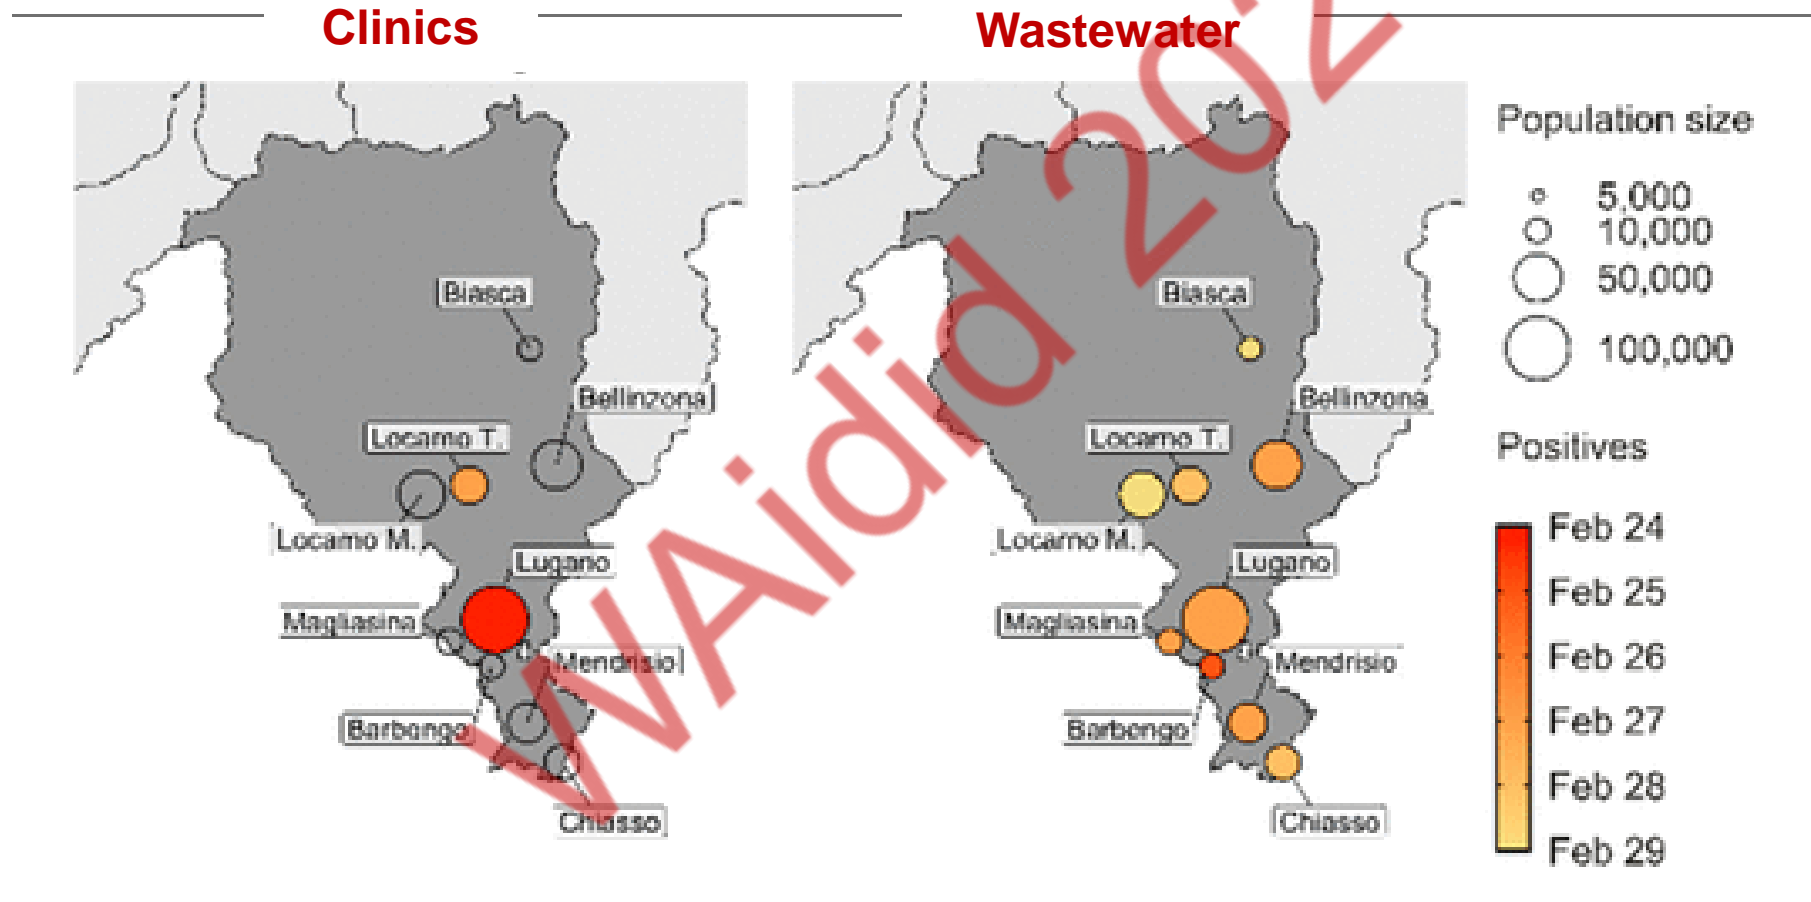 Clinics
Wastewater
Biasca
Bellinzona
Locarno T.
Locarno M.
Lugano
Magliasina
Mendrisio
Barbengo
Chiasso
Biasca
Bellinzona
Locarno T.
Locarno M.
Lugano
Magliasina
Mendrisio
Barbengo
Chiasso
Population size
5,000
10,000
50,000
100,000
Positives
Feb 24
Feb 25
Feb 26
Feb 27
Feb 28
Feb 29
WAidid 202